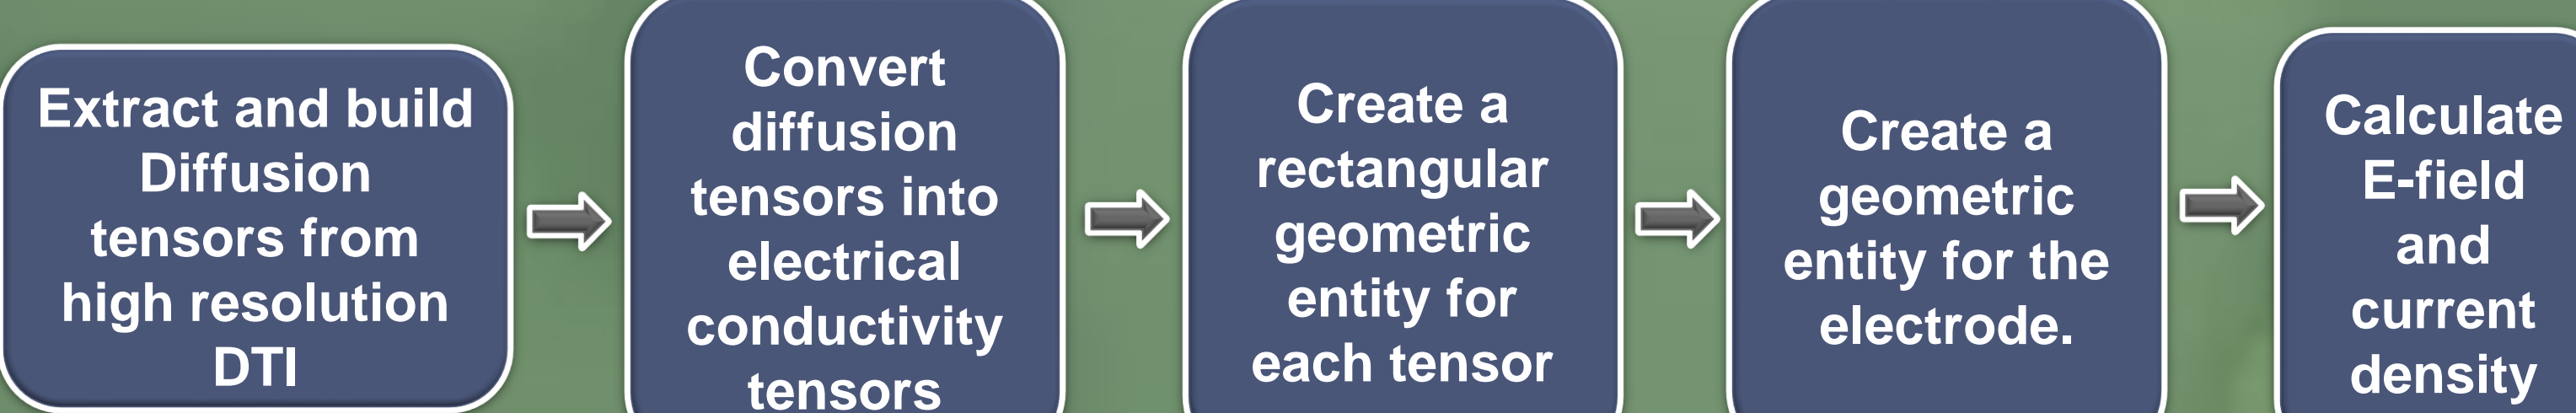 Extract and build
Diffusion
tensors from
high resolution
DTI
Convert
diffusion
tensors into
electrical
conductivity
tensors
Create a
rectangular
geometric
entity for
each tensor
Create a
geometric
entity for the
electrode.
Calculate
E-field
and
current
density